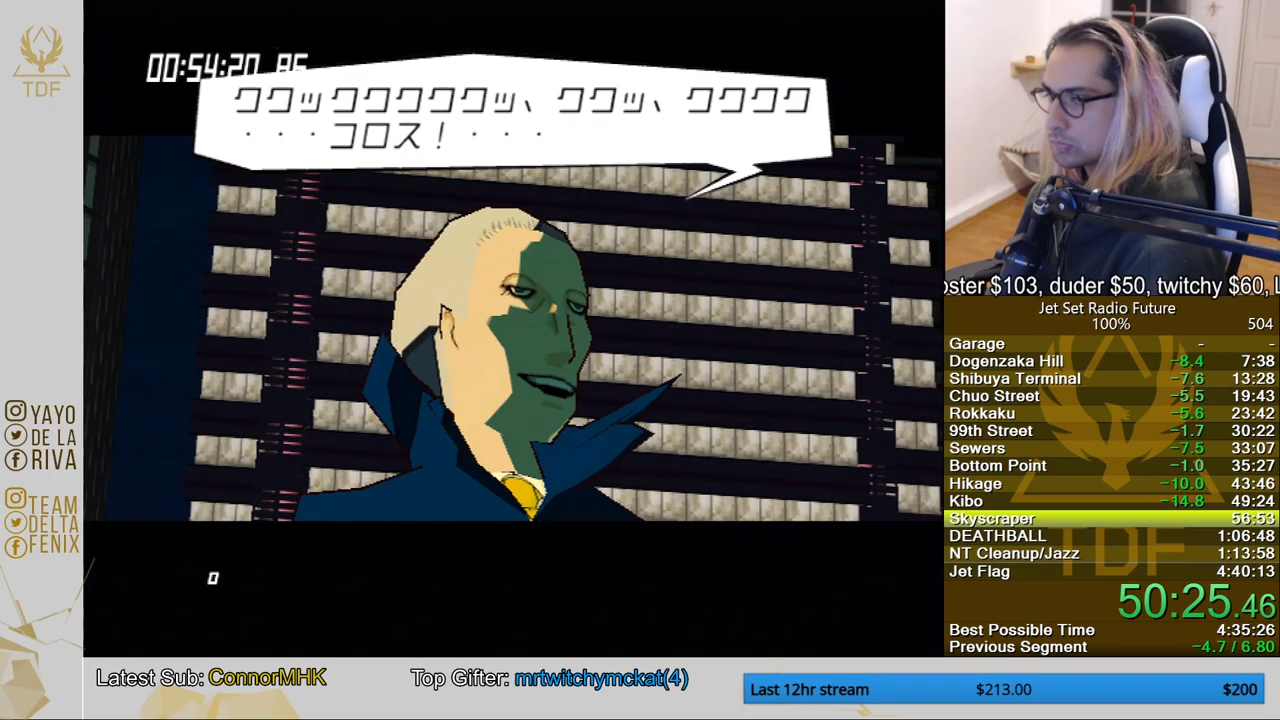 TDF
00:54:20 86
ククッククククククッ、ククッ、クククク
・・・コロス!・・・
YAYO
DE LA
RIVA
TEAM
DELTA
FENIX
0
oster $103, duder $50, twitchy $60, L
Jet Set Radio Future
100% 504
Garage - -
Dogenzaka Hill −8.4 7:38
Shibuya Terminal −7.6 13:28
Chuo Street −5.5 19:43
Rokkaku −5.6 23:42
99th Street −1.7 30:22
Sewers −7.5 33:07
Bottom Point −1.0 35:27
Hikage −10.0 43:46
Kibo −14.8 49:24
Skyscraper 56:53
DEATHBALL 1:06:48
NT Cleanup/Jazz 1:13:58
Jet Flag 4:40:13
TDF
50:25.46
Best Possible Time 4:35:26
Previous Segment −4.7 / 6.80
Latest Sub: ConnorMHK
Top Gifter: mrtwitchymckat(4)
Last 12hr stream $213.00 $200